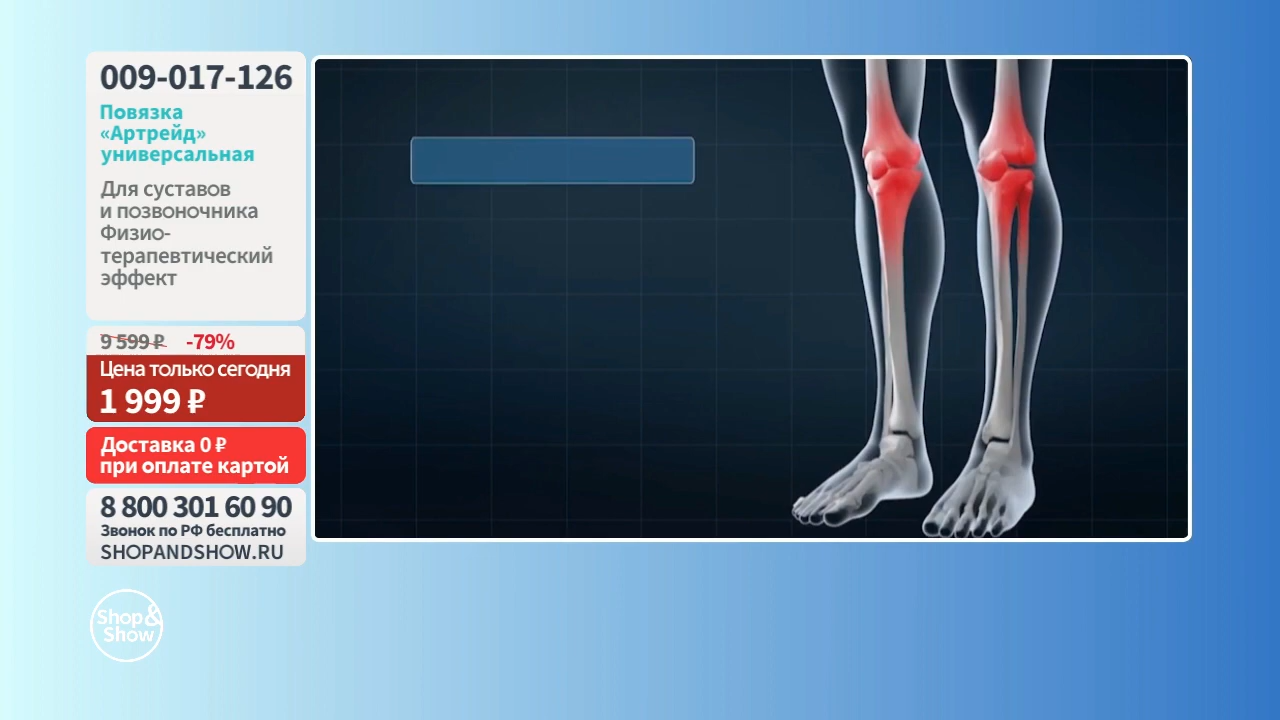 009-017-126
Повязка
«Артрейд»
универсальная
Для суставов
и позвоночника
Физио-
терапевтический
эффект
9 599 ₽ -79%
Цена только сегодня
1 999 ₽
Доставка 0 ₽
при оплате картой
8 800 301 60 90
Звонок по РФ бесплатно
SHOPANDSHOW.RU
Shop&
Show